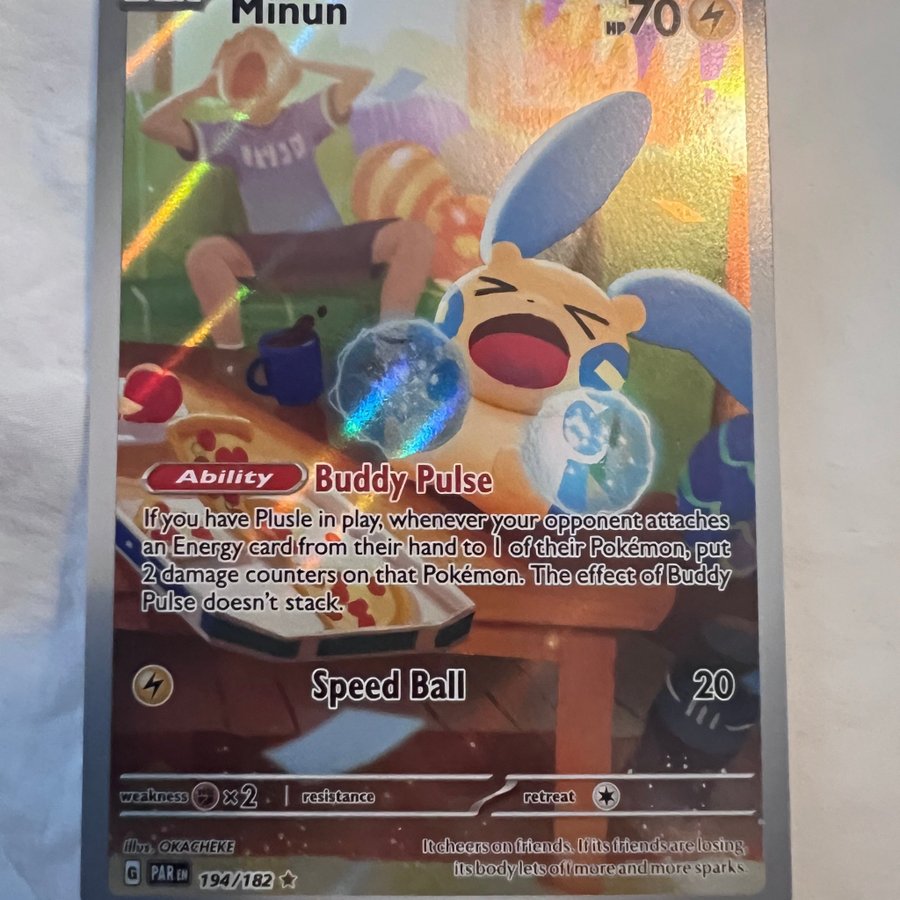 Minun HP 70
Ability Buddy Pulse
If you have Plusle in play, whenever your opponent attaches
an Energy card from their hand to 1 of their Pokémon, put
2 damage counters on that Pokémon. The effect of Buddy
Pulse doesn't stack.
Speed Ball 20
weakness ×2 resistance retreat
illus. OKACHEKE
It cheers on friends. If its friends are losing,
its body lets off more and more sparks.
G PAR EN 194/182